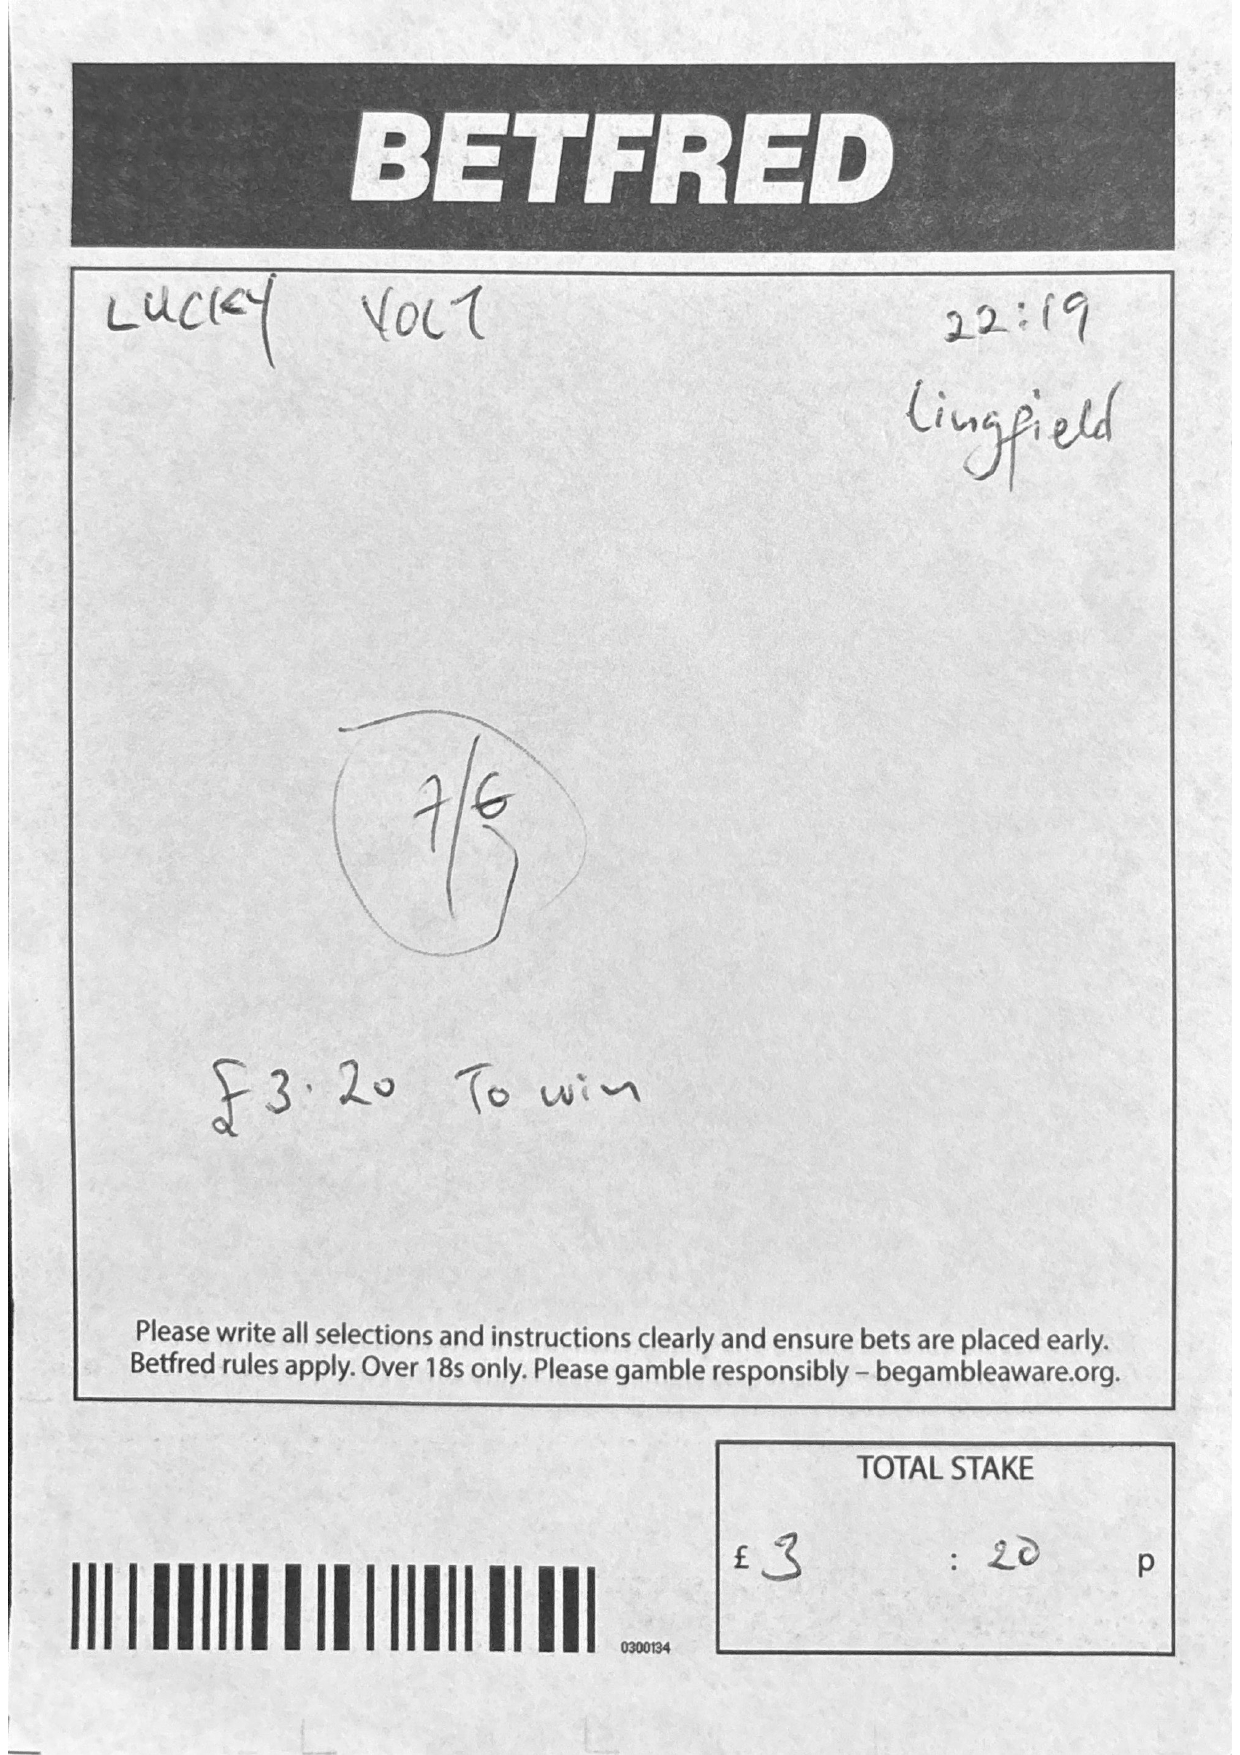 BETFRED
LUCKY VOLT 22:19
Lingfield
7/6
£3.20 To win
Please write all selections and instructions clearly and ensure bets are placed early.
Betfred rules apply. Over 18s only. Please gamble responsibly – begambleaware.org.
TOTAL STAKE
£ 3 : 20 p
0300134